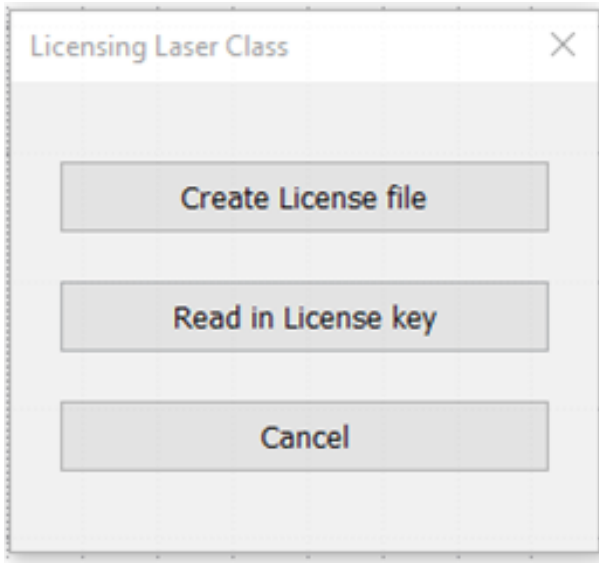 Licensing Laser Class
Create License file
Read in License key
Cancel